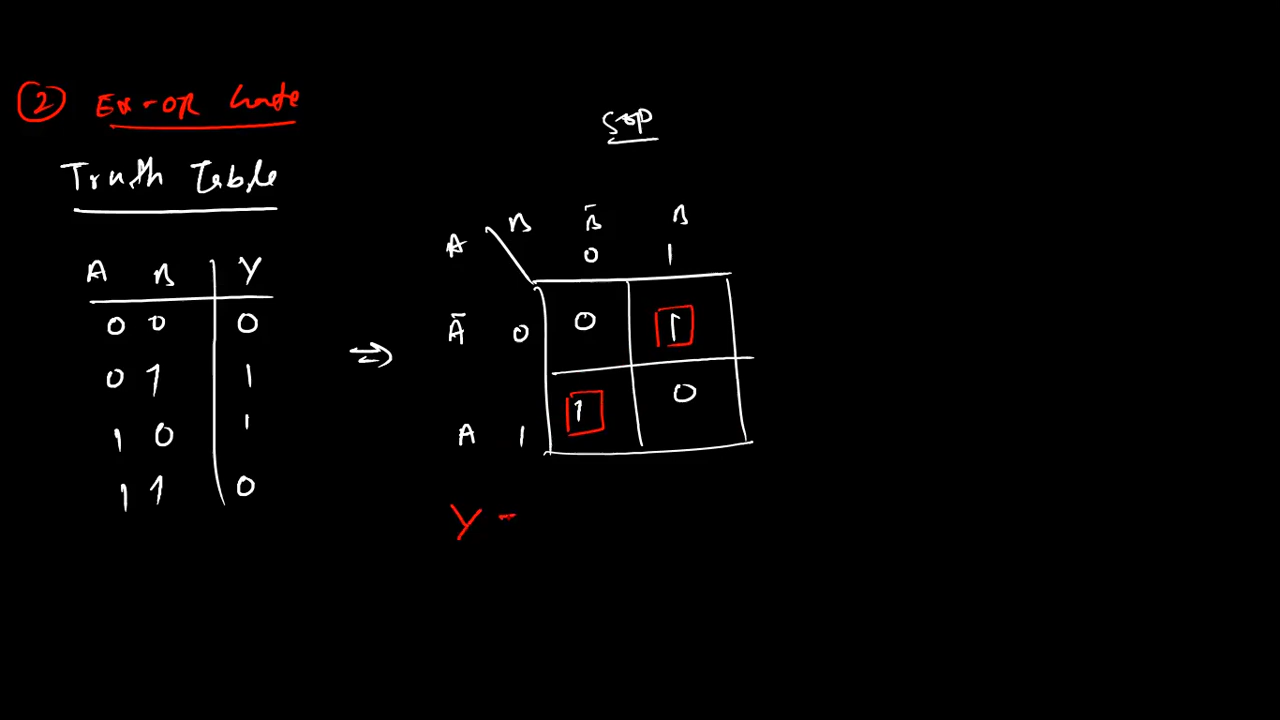 ② Ex-OR Gate
Truth Table
A B Y
0 0 0
0 1 1
1 0 1
1 1 0
⇒
SOP
A B B̄ B
0 1
Ā 0 0 1
A 1 1 0
Y -